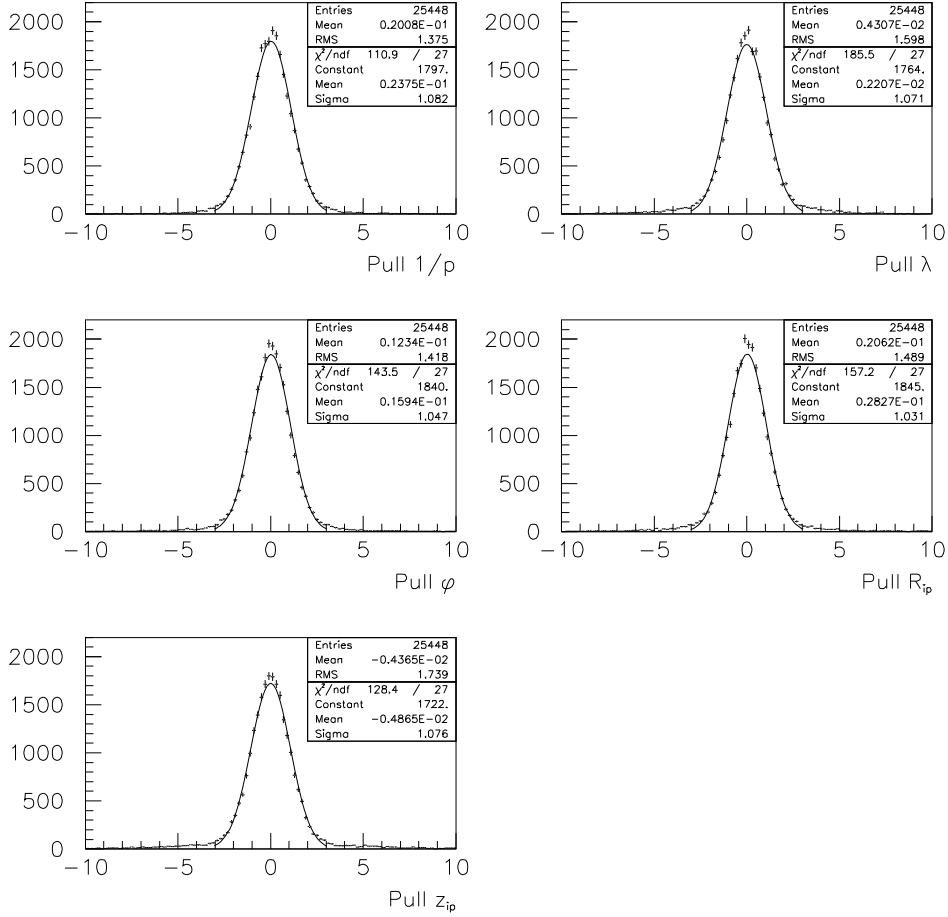 Entries 25448
Mean 0.2008E-01
RMS 1.375
χ²/ndf 110.9 / 27
Constant 1797.
Mean 0.2375E-01
Sigma 1.082
2000
1500
1000
500
0
-10 -5 0 5 10
Pull 1/p
Entries 25448
Mean 0.4307E-02
RMS 1.598
χ²/ndf 185.5 / 27
Constant 1764.
Mean 0.2207E-02
Sigma 1.071
2000
1500
1000
500
0
-10 -5 0 5 10
Pull λ
Entries 25448
Mean 0.1234E-01
RMS 1.418
χ²/ndf 143.5 / 27
Constant 1840.
Mean 0.1594E-01
Sigma 1.047
2000
1500
1000
500
0
-10 -5 0 5 10
Pull φ
Entries 25448
Mean 0.2062E-01
RMS 1.489
χ²/ndf 157.2 / 27
Constant 1845.
Mean 0.2827E-01
Sigma 1.031
2000
1500
1000
500
0
-10 -5 0 5 10
Pull R_ip
Entries 25448
Mean -0.4365E-02
RMS 1.739
χ²/ndf 128.4 / 27
Constant 1722.
Mean -0.4865E-02
Sigma 1.076
2000
1500
1000
500
0
-10 -5 0 5 10
Pull z_ip